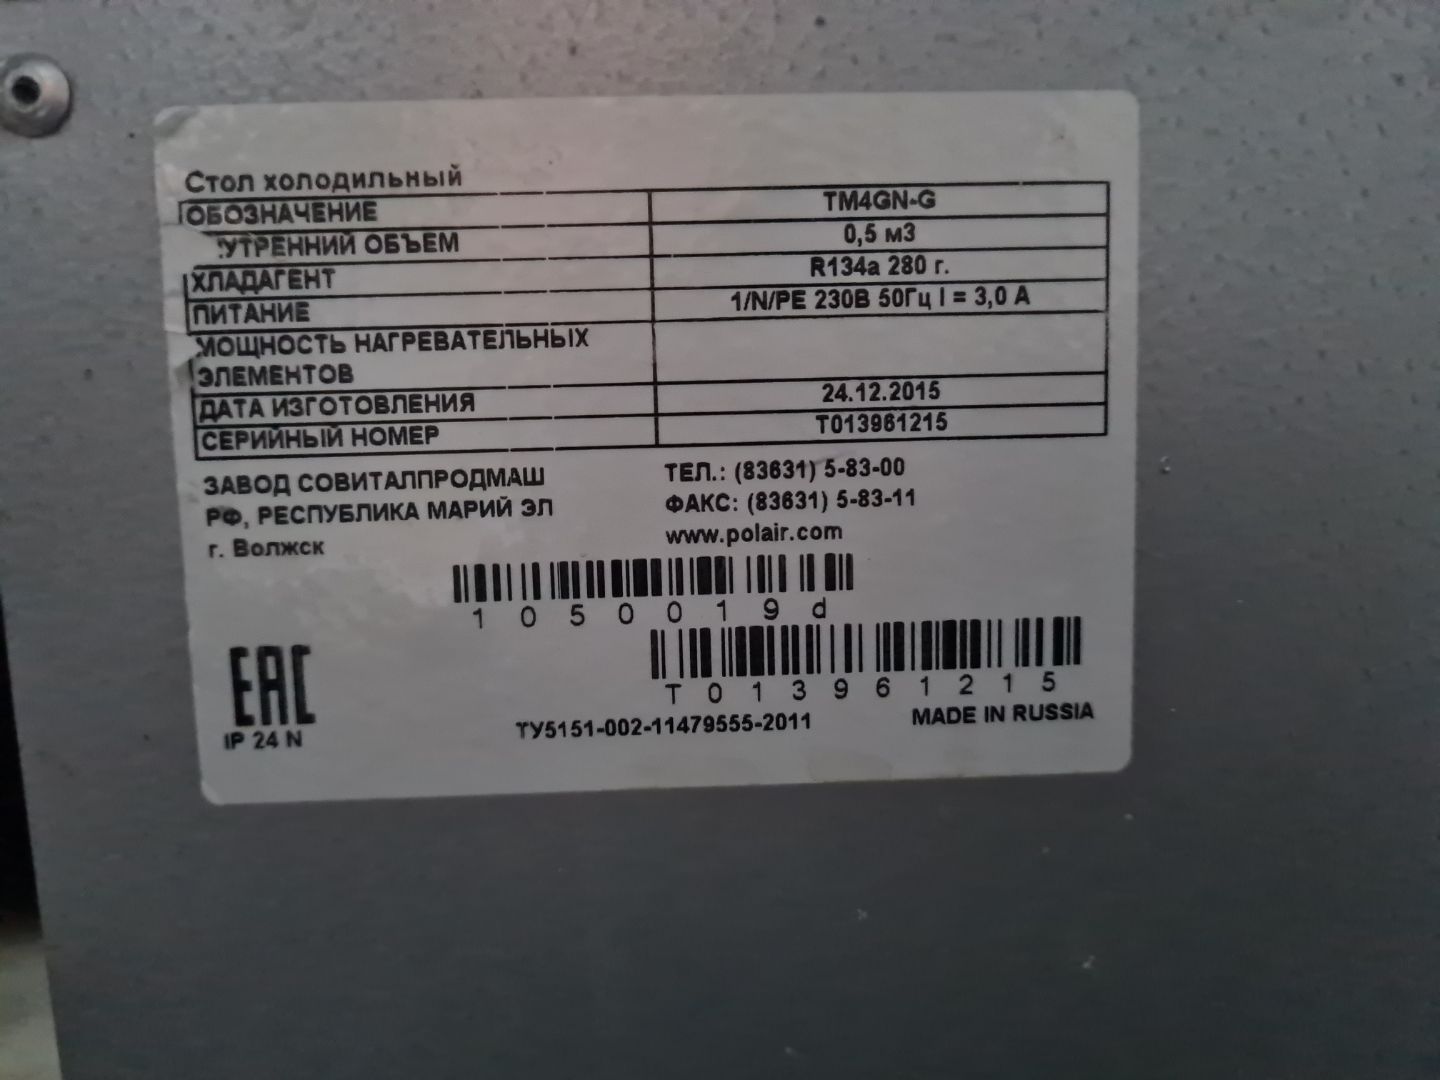 Стол холодильный
ОБОЗНАЧЕНИЕ TM4GN-G
УТРЕННИЙ ОБЪЕМ 0,5 м3
ХЛАДАГЕНТ R134a 280 г.
ПИТАНИЕ 1/N/PE 230В 50Гц I = 3,0 А
МОЩНОСТЬ НАГРЕВАТЕЛЬНЫХ
ЭЛЕМЕНТОВ
ДАТА ИЗГОТОВЛЕНИЯ 24.12.2015
СЕРИЙНЫЙ НОМЕР T013961215
ЗАВОД СОВИТАЛПРОДМАШ ТЕЛ.: (83631) 5-83-00
РФ, РЕСПУБЛИКА МАРИЙ ЭЛ ФАКС: (83631) 5-83-11
г. Волжск www.polair.com
1050019d
T013961215
EAC
IP 24 N
ТУ5151-002-11479555-2011 MADE IN RUSSIA